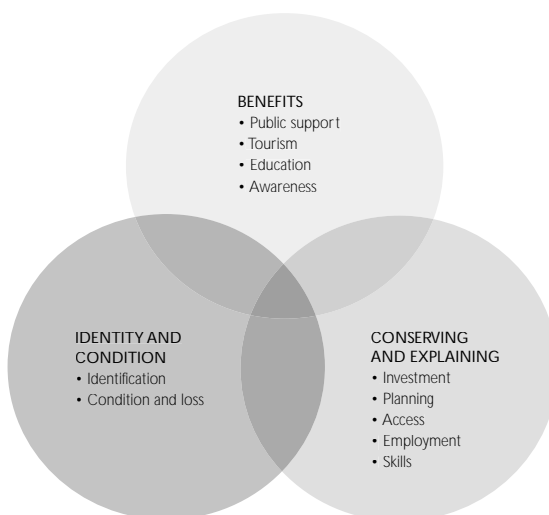 BENEFITS
• Public support
• Tourism
• Education
• Awareness
IDENTITY AND
CONDITION
• Identification
• Condition and loss
CONSERVING
AND EXPLAINING
• Investment
• Planning
• Access
• Employment
• Skills